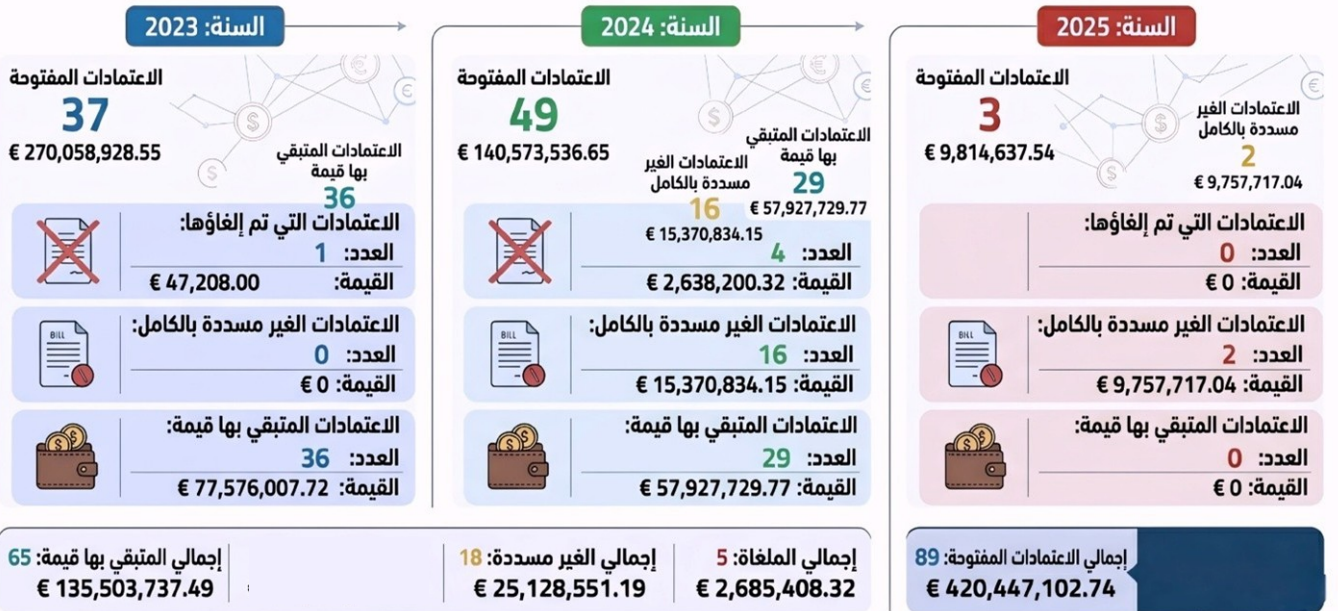 السنة: 2025
الاعتمادات المفتوحة
3
€ 9,814,637.54
الاعتمادات الغير
مسددة بالكامل
2
€ 9,757,717.04
الاعتمادات التي تم إلغاؤها:
العدد: 0
القيمة: 0 €
الاعتمادات الغير مسددة بالكامل:
العدد: 2
القيمة: 9,757,717.04 €
الاعتمادات المتبقي بها قيمة:
العدد: 0
القيمة: 0 €
السنة: 2024
الاعتمادات المفتوحة
49
€ 140,573,536.65
الاعتمادات المتبقي
بها قيمة
29
€ 57,927,729.77
الاعتمادات الغير
مسددة بالكامل
16
€ 15,370,834.15
العدد: 4
القيمة: 2,638,200.32 €
BILL
الاعتمادات الغير مسددة بالكامل:
العدد: 16
القيمة: 15,370,834.15 €
الاعتمادات المتبقي بها قيمة:
العدد: 29
القيمة: 57,927,729.77 €
السنة: 2023
الاعتمادات المفتوحة
37
€ 270,058,928.55
الاعتمادات المتبقي
بها قيمة
36
الاعتمادات التي تم إلغاؤها:
العدد: 1
القيمة: 47,208.00 €
BILL
الاعتمادات الغير مسددة بالكامل:
العدد: 0
القيمة: 0 €
الاعتمادات المتبقي بها قيمة:
العدد: 36
القيمة: 77,576,007.72 €
BILL
إجمالي الاعتمادات المفتوحة: 89
€ 420,447,102.74
إجمالي الملغاة: 5
€ 2,685,408.32
إجمالي الغير مسددة: 18
€ 25,128,551.19
إجمالي المتبقي بها قيمة: 65
€ 135,503,737.49